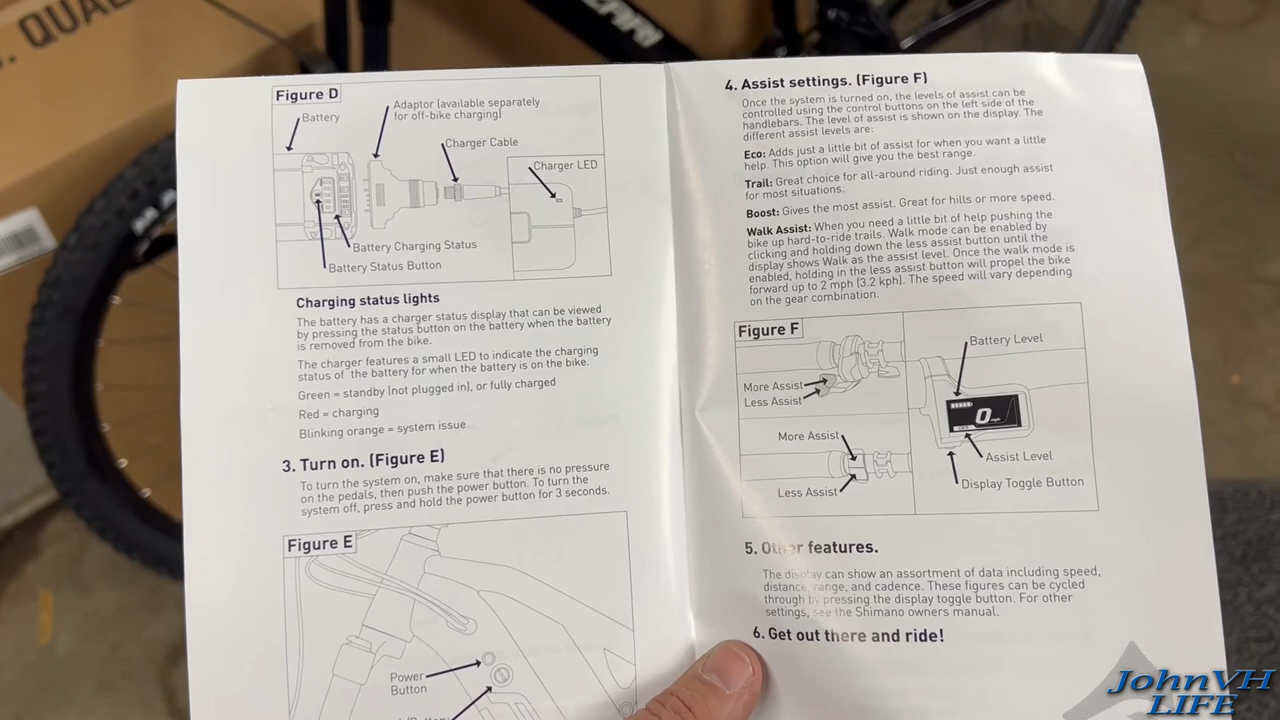 . QUAL
CARI
Figure D
Battery
Adaptor (available separately
for off-bike charging)
Charger Cable
Charger LED
Battery Charging Status
Battery Status Button
Charging status lights
The battery has a charger status display that can be viewed
by pressing the status button on the battery when the battery
is removed from the bike.
The charger features a small LED to indicate the charging
status of the battery for when the battery is on the bike.
Green = standby (not plugged in), or fully charged
Red = charging
Blinking orange = system issue
3. Turn on. (Figure E)
To turn the system on, make sure that there is no pressure
on the pedals, then push the power button. To turn the
system off, press and hold the power button for 3 seconds.
Figure E
Power
Button
4. Assist settings. (Figure F)
Once the system is turned on, the levels of assist can be
controlled using the control buttons on the left side of the
handlebars. The level of assist is shown on the display. The
different assist levels are:
Eco: Adds just a little bit of assist for when you want a little
help. This option will give you the best range.
Trail: Great choice for all-around riding. Just enough assist
for most situations.
Boost: Gives the most assist. Great for hills or more speed.
Walk Assist: When you need a little bit of help pushing the
bike up hard-to-ride trails. Walk mode can be enabled by
clicking and holding down the less assist button until the
display shows Walk as the assist level. Once the walk mode is
enabled, holding in the less assist button will propel the bike
forward up to 2 mph (3.2 kph). The speed will vary depending
on the gear combination.
Figure F
More Assist
Less Assist
More Assist
Less Assist
Battery Level
0 mph
OFF
Assist Level
Display Toggle Button
5. Other features.
The display can show an assortment of data including speed,
distance, range, and cadence. These figures can be cycled
through by pressing the display toggle button. For other
settings, see the Shimano owners manual.
6. Get out there and ride!
JohnVH
LIFE